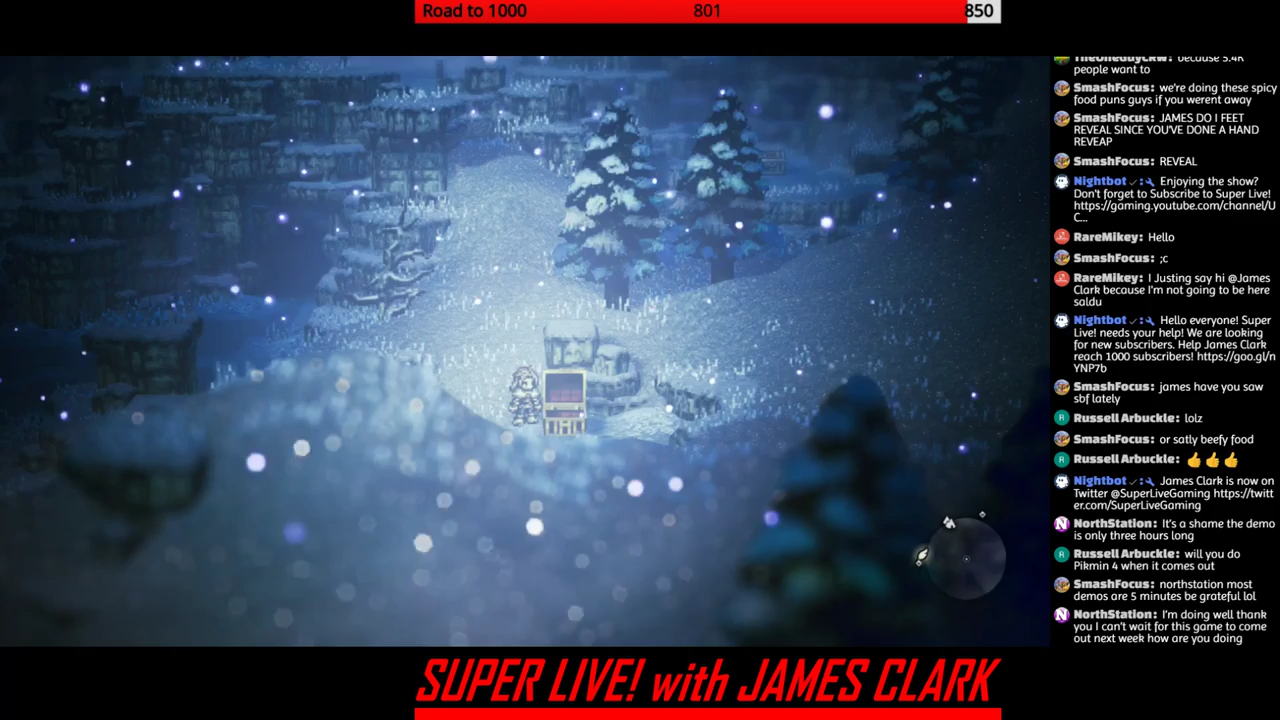 Road to 1000 801 850
TheOneGuyCRW: because 5.4K
people want to
SmashFocus: we're doing these spicy
food puns guys if you werent away
SmashFocus: JAMES DO I FEET
REVEAL SINCE YOU'VE DONE A HAND
REVEAP
SmashFocus: REVEAL
Nightbot: Enjoying the show?
Don't forget to Subscribe to Super Live!
https://gaming.youtube.com/channel/U
C...
RareMikey: Hello
SmashFocus: ;c
RareMikey: I Justing say hi @James
Clark because I'm not going to be here
saldu
Nightbot: Hello everyone! Super
Live! needs your help! We are looking
for new subscribers. Help James Clark
reach 1000 subscribers! https://goo.gl/n
YNP7b
SmashFocus: james have you saw
sbf lately
R Russell Arbuckle: lolz
SmashFocus: or satly beefy food
R Russell Arbuckle: 👍👍👍
Nightbot: James Clark is now on
Twitter @SuperLiveGaming https://twitt
er.com/SuperLiveGaming
N NorthStation: It's a shame the demo
is only three hours long
R Russell Arbuckle: will you do
Pikmin 4 when it comes out
SmashFocus: northstation most
demos are 5 minutes be grateful lol
N NorthStation: I'm doing well thank
you I can't wait for this game to come
out next week how are you doing
SUPER LIVE! with JAMES CLARK